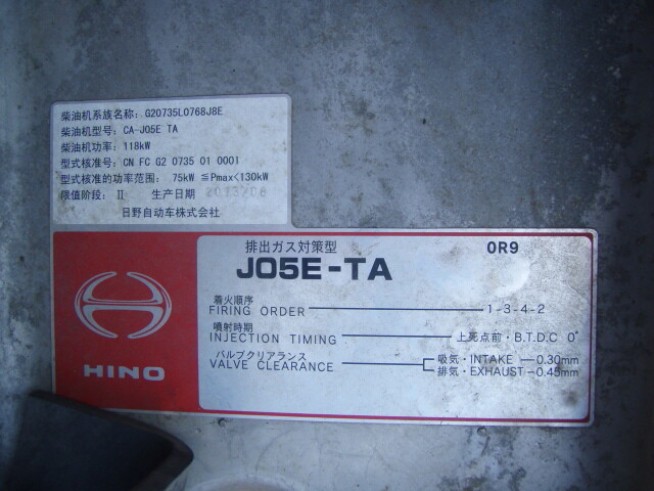 柴油机系族名称: G20735L0768J8E
柴油机型号: CA-J05E TA
柴油机功率: 118kW
型式核准号: CN FC G2 0735 01 0001
型式核准的功率范围: 75kW ≦Pmax<130kW
限值阶段: Ⅱ 生产日期
日野自动车株式会社
排出ガス対策型 0R9
J05E-TA
着火順序
FIRING ORDER 1-3-4-2
噴射時期
INJECTION TIMING 上死点前・B.T.D.C 0°
バルブクリアランス
VALVE CLEARANCE
吸気・INTAKE 0.30mm
排気・EXHAUST 0.45mm
HINO